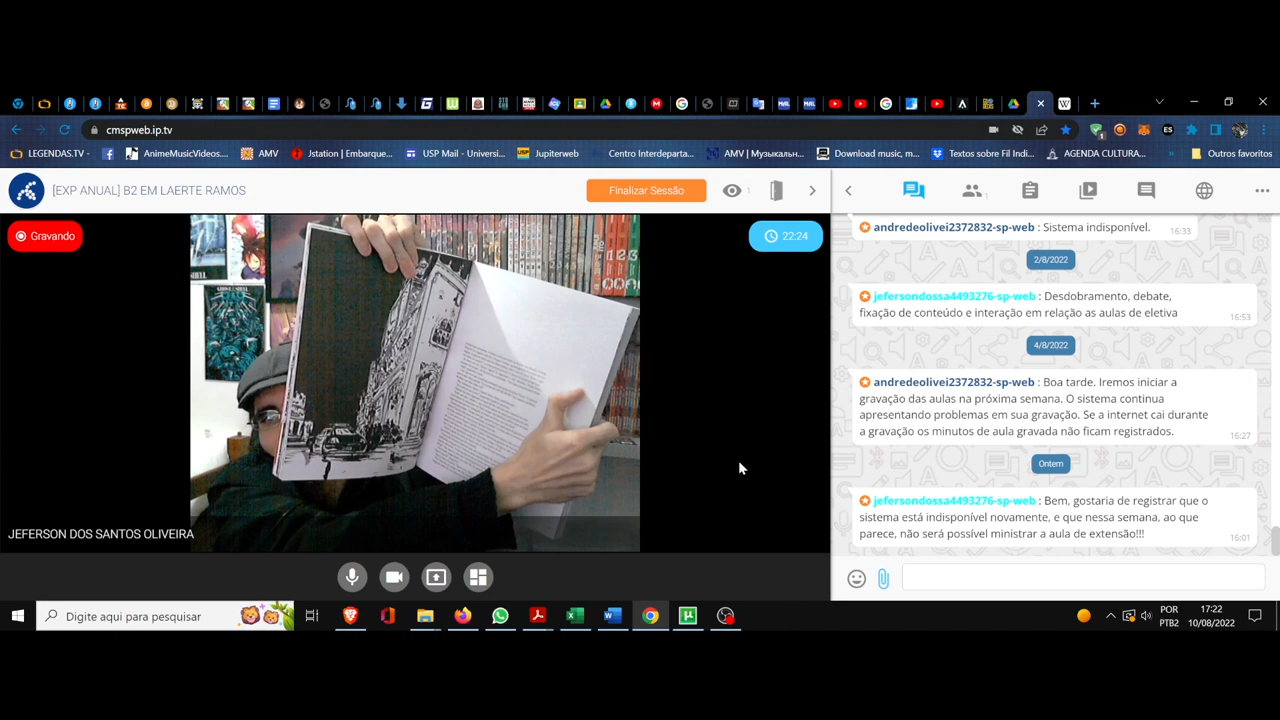 cmspweb.ip.tv
LEGENDAS.TV -
AnimeMusicVideos....
AMV
Jstation | Embarque...
USP Mail - Universi...
Jupiterweb
Centro Interdeparta...
AMV | Музыкальн...
Download music, m...
Textos sobre Fil Indi...
AGENDA CULTURA...
Outros favoritos
[EXP ANUAL] B2 EM LAERTE RAMOS
Finalizar Sessão
1
1
Gravando
22:24
JEFERSON DOS SANTOS OLIVEIRA
andredeolivei2372832-sp-web : Sistema indisponível.
16:33
2/8/2022
jefersondossa4493276-sp-web : Desdobramento, debate,
fixação de conteúdo e interação em relação as aulas de eletiva
16:53
4/8/2022
andredeolivei2372832-sp-web : Boa tarde. Iremos iniciar a
gravação das aulas na próxima semana. O sistema continua
apresentando problemas em sua gravação. Se a internet cai durante
a gravação os minutos de aula gravada não ficam registrados.
16:27
Ontem
jefersondossa4493276-sp-web : Bem, gostaria de registrar que o
sistema está indisponível novamente, e que nessa semana, ao que
parece, não será possível ministrar a aula de extensão!!!
16:01
Digite aqui para pesquisar
POR
PTB2
17:22
10/08/2022